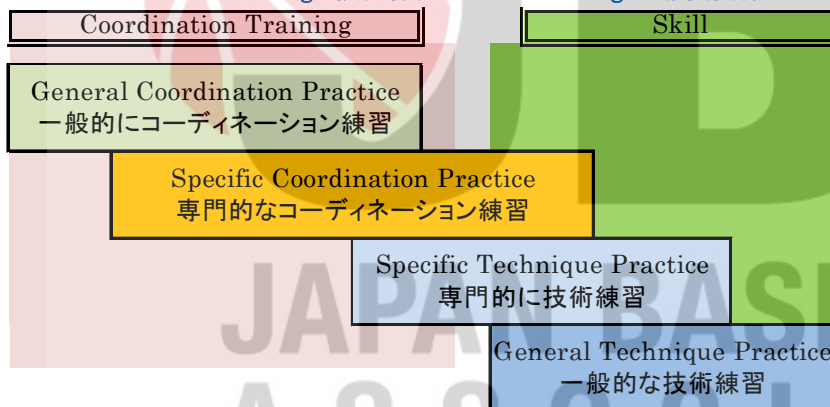 Coordination Training
Skill
General Coordination Practice
一般的にコーディネーション練習
Specific Coordination Practice
専門的なコーディネーション練習
Specific Technique Practice
専門的に技術練習
General Technique Practice
一般的な技術練習
JAPAN